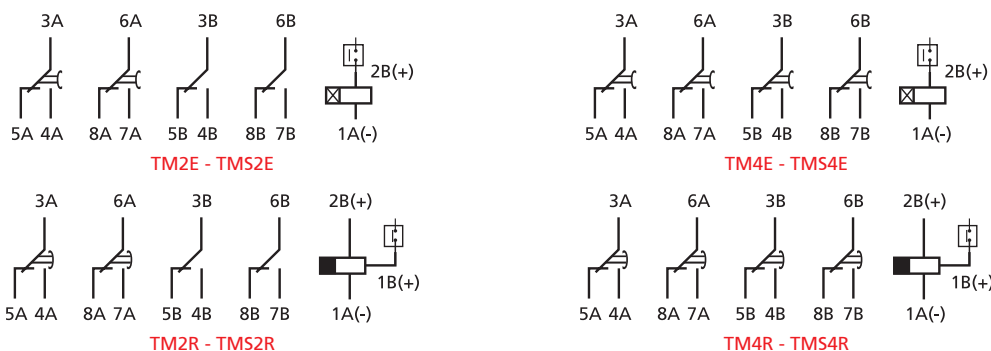 3A 6A 3B 6B
2B(+)
5A 4A 8A 7A 5B 4B 8B 7B 1A(-)
TM2E - TMS2E
3A 6A 3B 6B
2B(+)
5A 4A 8A 7A 5B 4B 8B 7B 1A(-)
TM4E - TMS4E
3A 6A 3B 6B 2B(+)
1B(+)
5A 4A 8A 7A 5B 4B 8B 7B 1A(-)
TM2R - TMS2R
3A 6A 3B 6B 2B(+)
1B(+)
5A 4A 8A 7A 5B 4B 8B 7B 1A(-)
TM4R - TMS4R